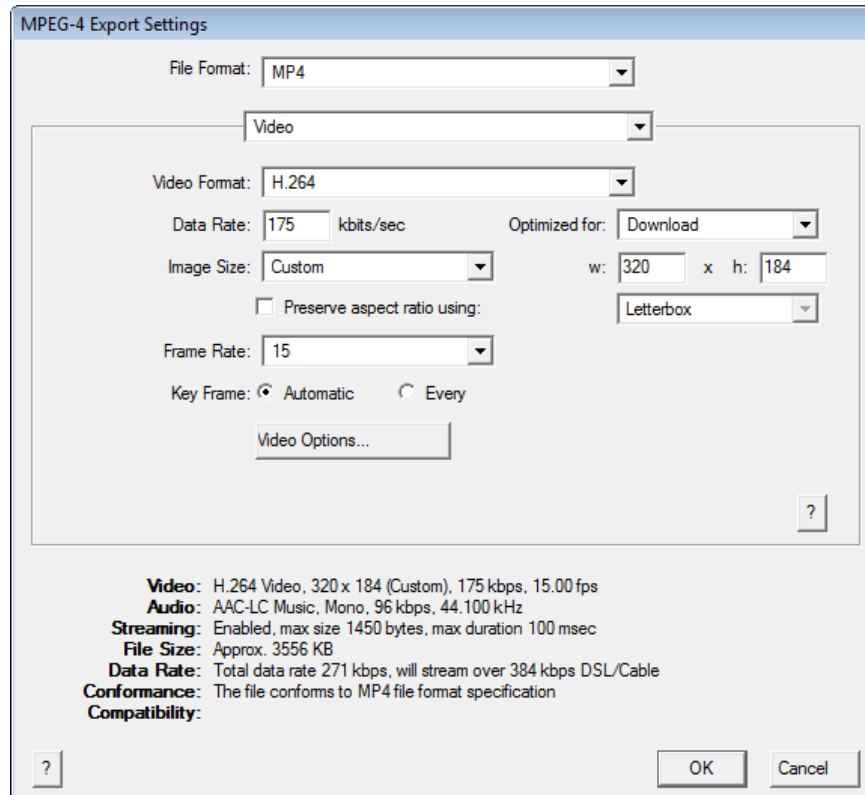 MPEG-4 Export Settings
File Format: MP4
Video
Video Format: H.264
Data Rate: 175 kbits/sec Optimized for: Download
Image Size: Custom w: 320 x h: 184
Preserve aspect ratio using: Letterbox
Frame Rate: 15
Key Frame: Automatic Every
Video Options...
?
Video: H.264 Video, 320 x 184 (Custom), 175 kbps, 15.00 fps
Audio: AAC-LC Music, Mono, 96 kbps, 44.100 kHz
Streaming: Enabled, max size 1450 bytes, max duration 100 msec
File Size: Approx. 3556 KB
Data Rate: Total data rate 271 kbps, will stream over 384 kbps DSL/Cable
Conformance: The file conforms to MP4 file format specification
Compatibility:
? OK Cancel